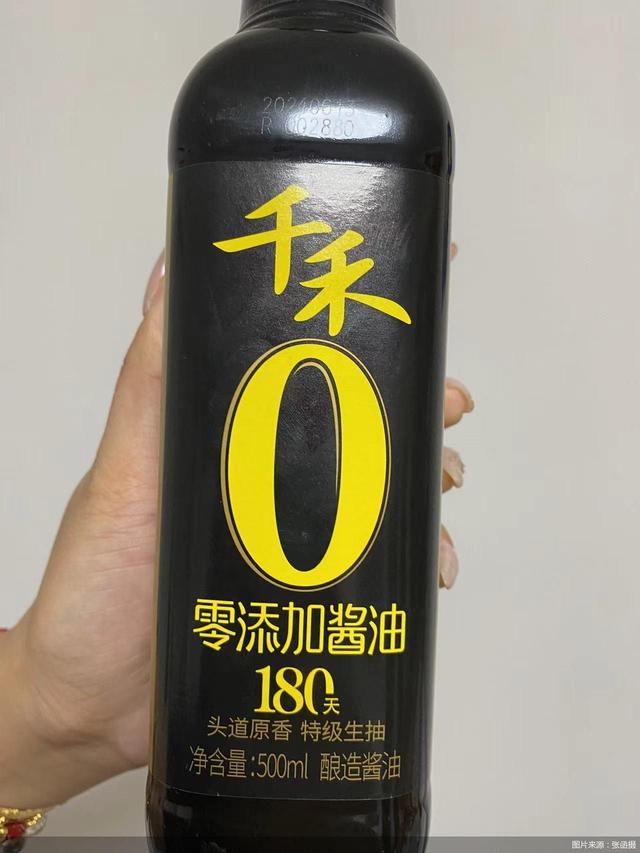 千禾
0
零添加酱油
180天
头道原香 特级生抽
净含量:500ml 酿造酱油
图片来源:张函摄